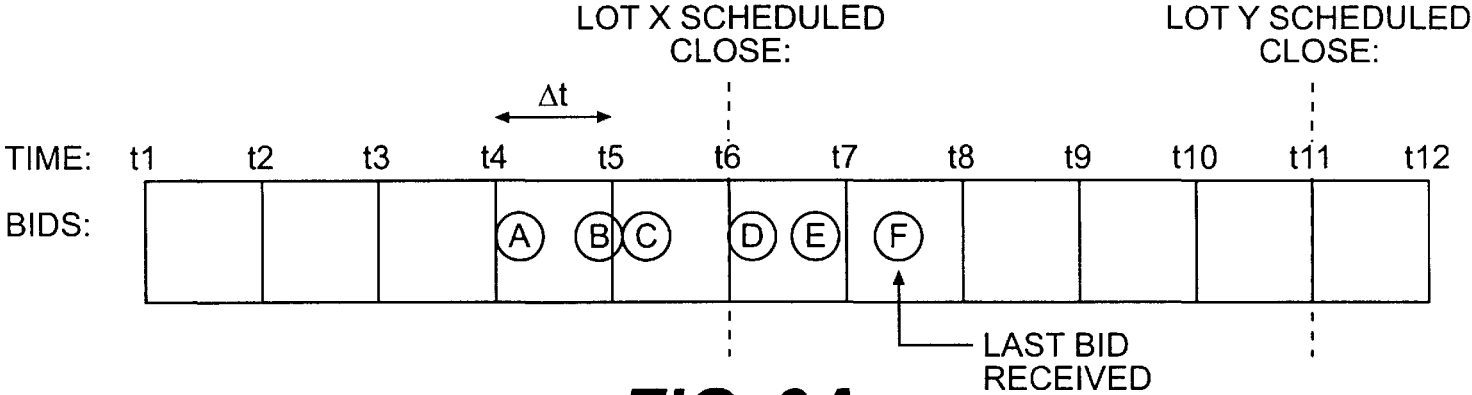 LOT X SCHEDULED
CLOSE:
LOT Y SCHEDULED
CLOSE:
Δt
TIME: t1 t2 t3 t4 t5 t6 t7 t8 t9 t10 t11 t12
BIDS: A B C D E F
LAST BID
RECEIVED